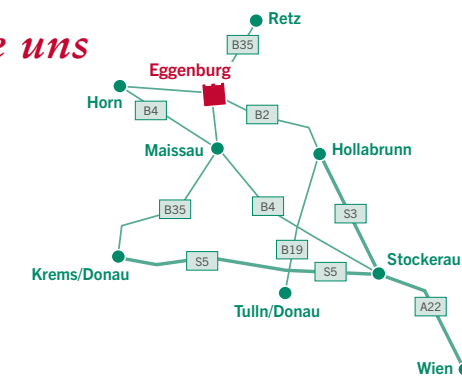 Retz
e uns
B35
Eggenburg
Horn
B4
B2
Maissau
Hollabrunn
B35
B4
S3
B19
Stockerau
S5
S5
Krems/Donau
Tulln/Donau
A22
Wien